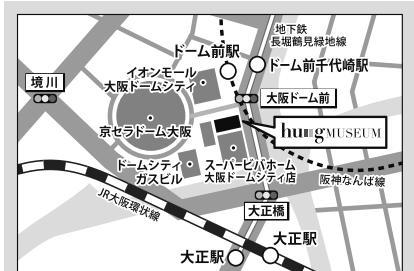 地下鉄
長堀鶴見緑地線
ドーム前駅
ドーム前千代崎駅
イオンモール
大阪ドームシティ
境川
大阪ドーム前
京セラドーム大阪
hung MUSEUM
ドームシティ
ガスビル
スーパービバホーム
大阪ドームシティ店
阪神なんば線
JR大阪環状線
大正橋
大正駅
大正駅